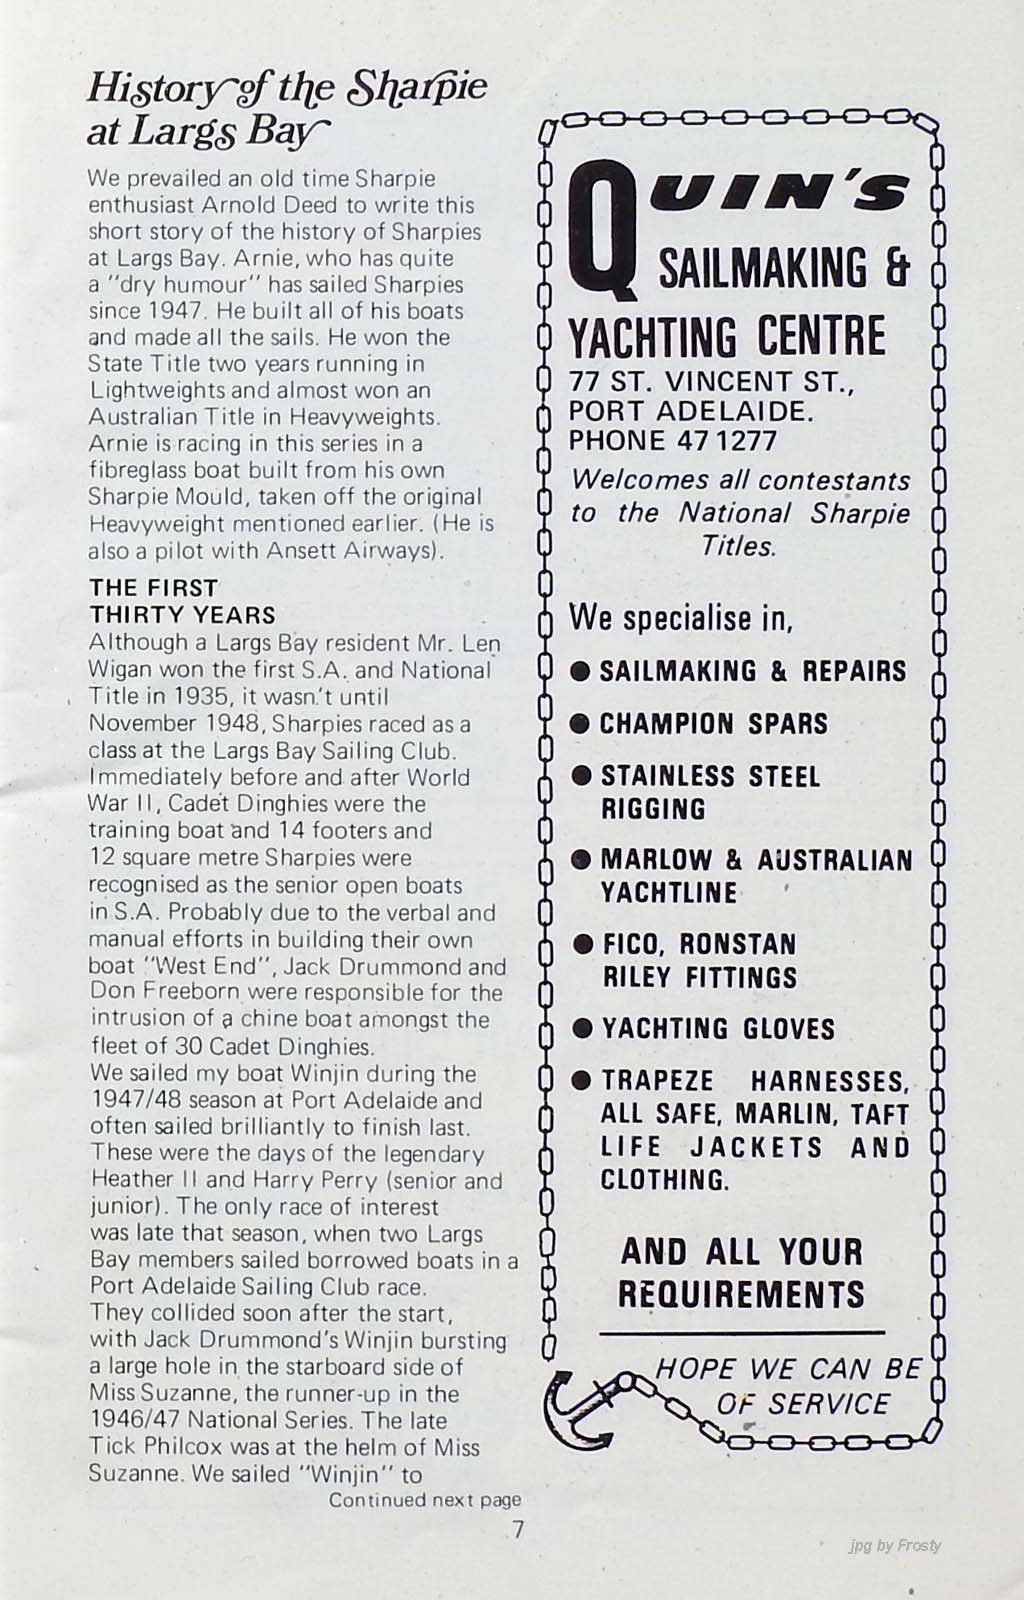 History of the Sharpie
at Largs Bay
We prevailed an old time Sharpie
enthusiast Arnold Deed to write this
short story of the history of Sharpies
at Largs Bay. Arnie, who has quite
a "dry humour" has sailed Sharpies
since 1947. He built all of his boats
and made all the sails. He won the
State Title two years running in
Lightweights and almost won an
Australian Title in Heavyweights.
Arnie is racing in this series in a
fibreglass boat built from his own
Sharpie Mould, taken off the original
Heavyweight mentioned earlier. (He is
also a pilot with Ansett Airways).
THE FIRST
THIRTY YEARS
Although a Largs Bay resident Mr. Len
Wigan won the first S.A. and National
Title in 1935, it wasn't until
November 1948, Sharpies raced as a
class at the Largs Bay Sailing Club.
Immediately before and after World
War II, Cadet Dinghies were the
training boat and 14 footers and
12 square metre Sharpies were
recognised as the senior open boats
in S.A. Probably due to the verbal and
manual efforts in building their own
boat "West End", Jack Drummond and
Don Freeborn were responsible for the
intrusion of a chine boat amongst the
fleet of 30 Cadet Dinghies.
We sailed my boat Winjin during the
1947/48 season at Port Adelaide and
often sailed brilliantly to finish last.
These were the days of the legendary
Heather II and Harry Perry (senior and
junior). The only race of interest
was late that season, when two Largs
Bay members sailed borrowed boats in a
Port Adelaide Sailing Club race.
They collided soon after the start,
with Jack Drummond's Winjin bursting
a large hole in the starboard side of
Miss Suzanne, the runner-up in the
1946/47 National Series. The late
Tick Philcox was at the helm of Miss
Suzanne. We sailed "Winjin" to
Continued next page
QUIN'S
SAILMAKING &
YACHTING CENTRE
77 ST. VINCENT ST.,
PORT ADELAIDE.
PHONE 47 1277
Welcomes all contestants
to the National Sharpie
Titles.
We specialise in,
● SAILMAKING & REPAIRS
● CHAMPION SPARS
● STAINLESS STEEL
RIGGING
● MARLOW & AUSTRALIAN
YACHTLINE
● FICO, RONSTAN
RILEY FITTINGS
● YACHTING GLOVES
● TRAPEZE HARNESSES,
ALL SAFE, MARLIN, TAFT
LIFE JACKETS AND
CLOTHING.
AND ALL YOUR
REQUIREMENTS
HOPE WE CAN BE
OF SERVICE
7
jpg by Frosty